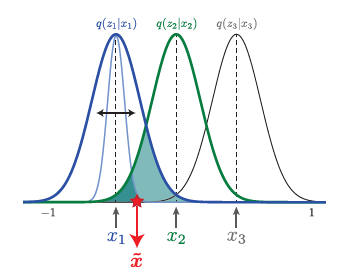 q(z₁|x₁) q(z₂|x₂) q(z₃|x₃)
−1 1
x₁ x₂ x₃
x̃